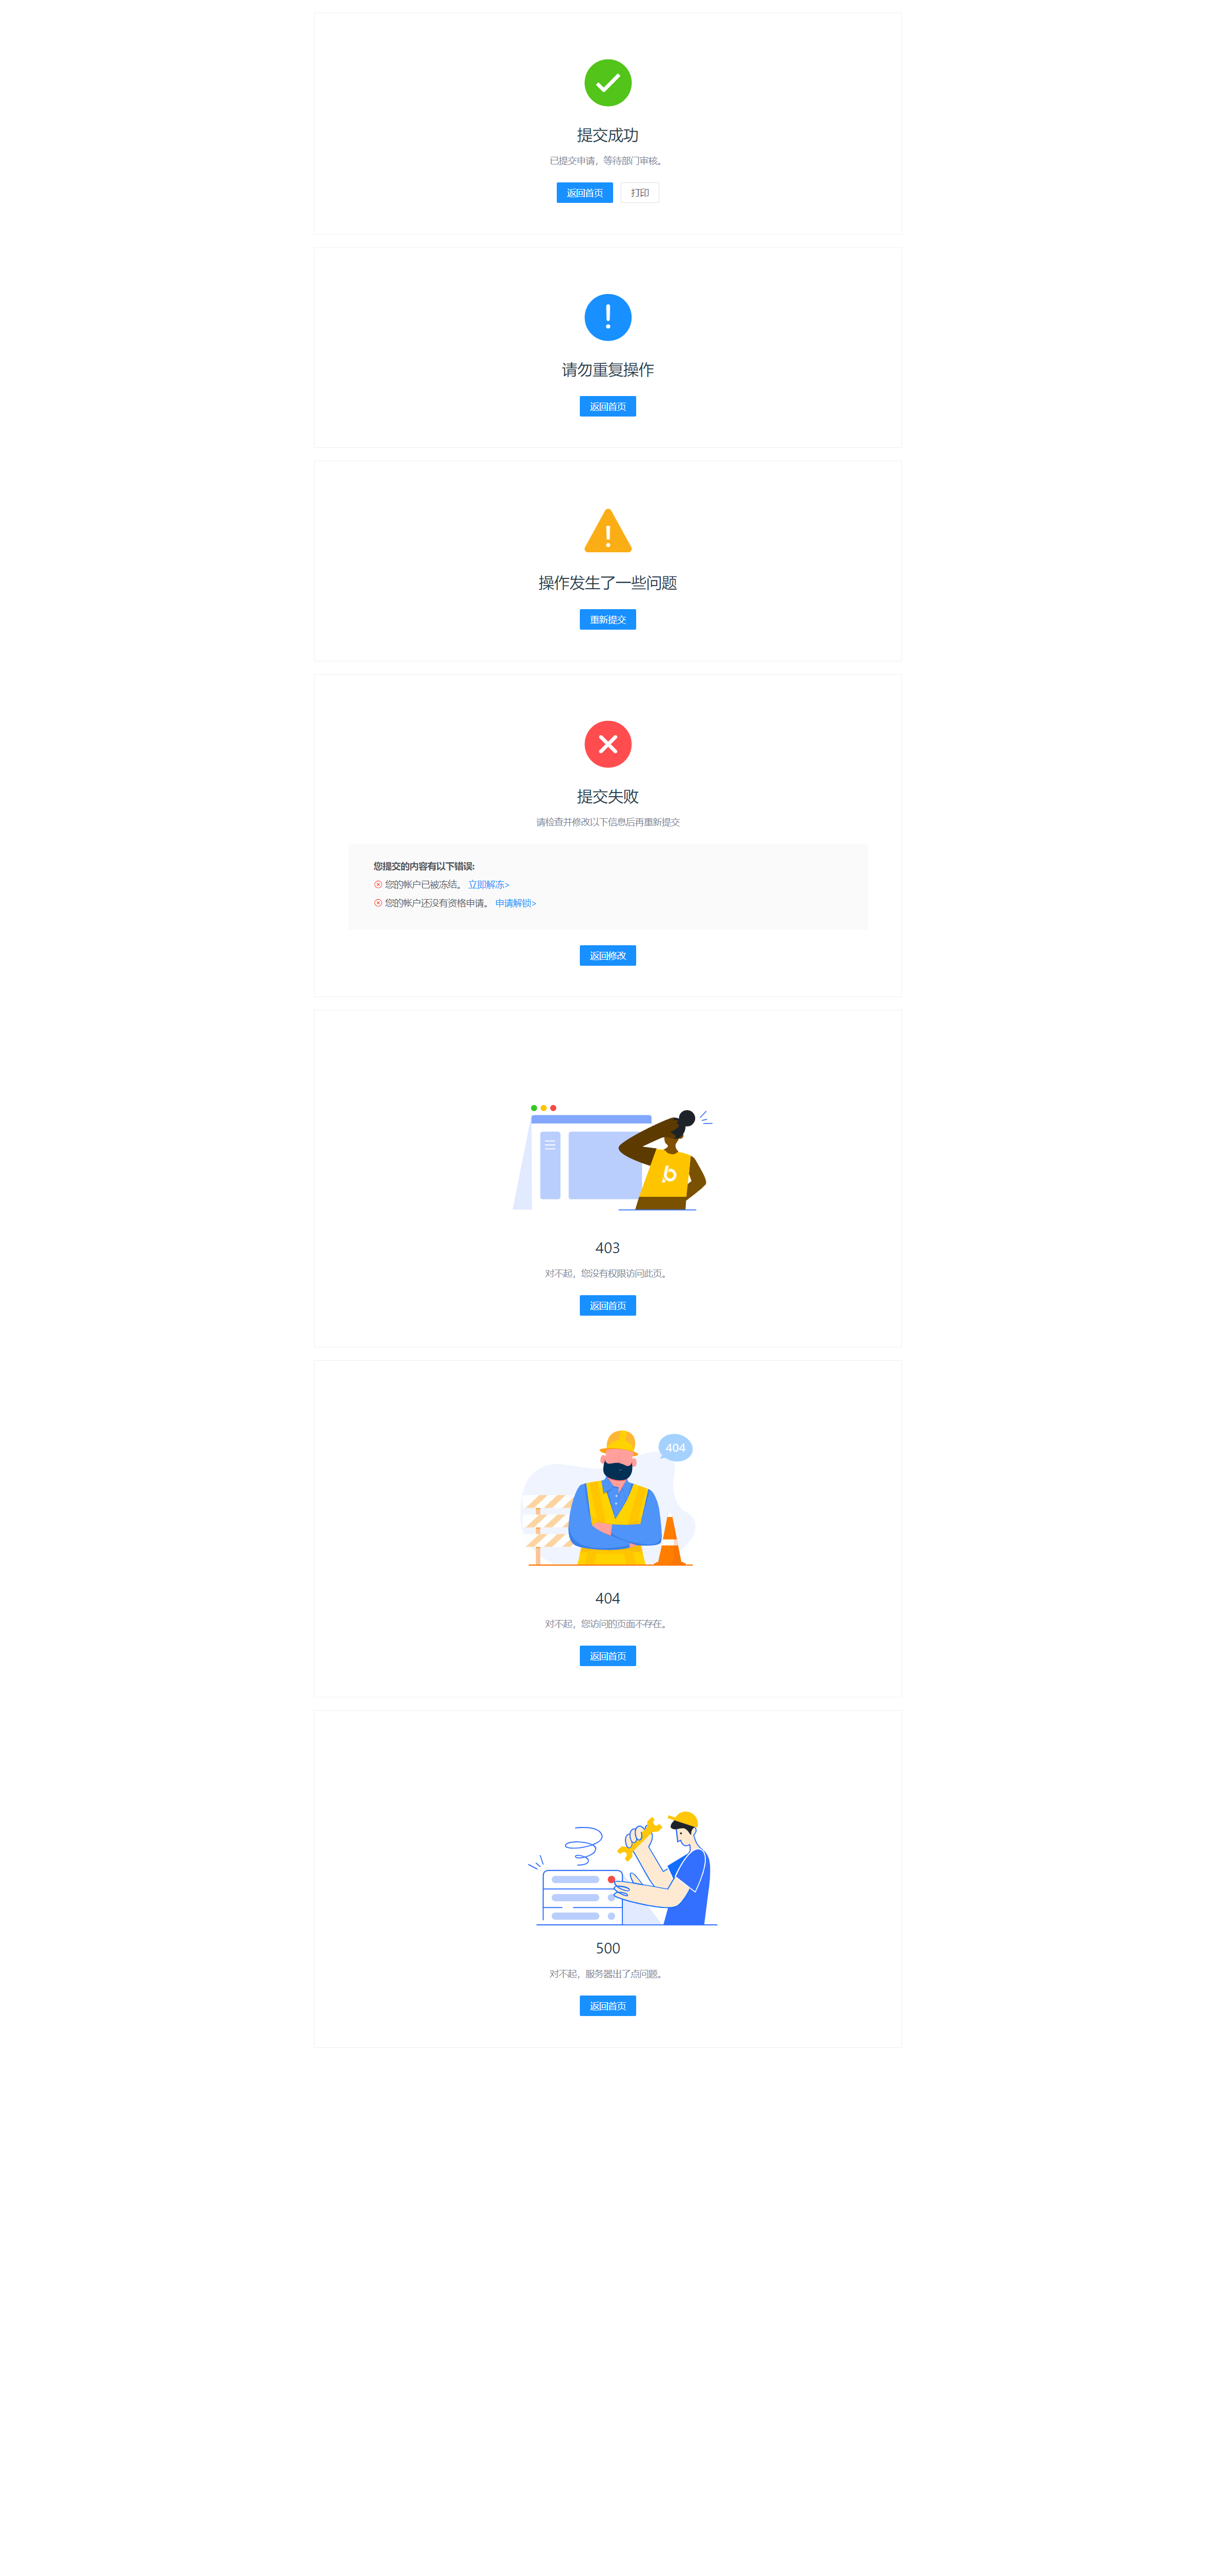 提交成功
已提交申请，等待部门审核。
返回首页 打印
请勿重复操作
返回首页
操作发生了一些问题
重新提交
提交失败
请检查并修改以下信息后再重新提交
您提交的内容有以下错误:
您的帐户已被冻结。 立即解冻>
您的帐户还没有资格申请。 申请解锁>
返回修改
b
403
对不起，您没有权限访问此页。
返回首页
404
404
对不起，您访问的页面不存在。
返回首页
500
对不起，服务器出了点问题。
返回首页